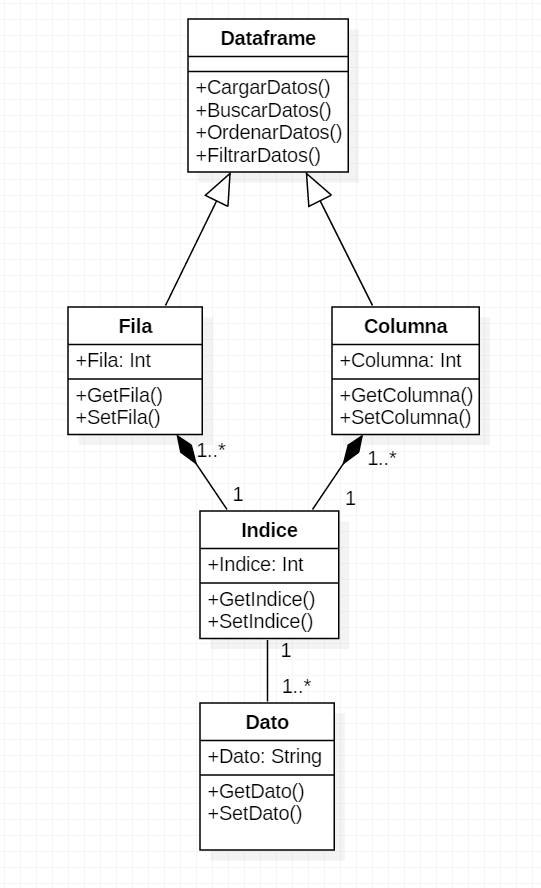 Dataframe
+CargarDatos()
+BuscarDatos()
+OrdenarDatos()
+FiltrarDatos()
Fila
+Fila: Int
+GetFila()
+SetFila()
Columna
+Columna: Int
+GetColumna()
+SetColumna()
1..*
1..*
1
1
Indice
+Indice: Int
+GetIndice()
+SetIndice()
1
1..*
Dato
+Dato: String
+GetDato()
+SetDato()